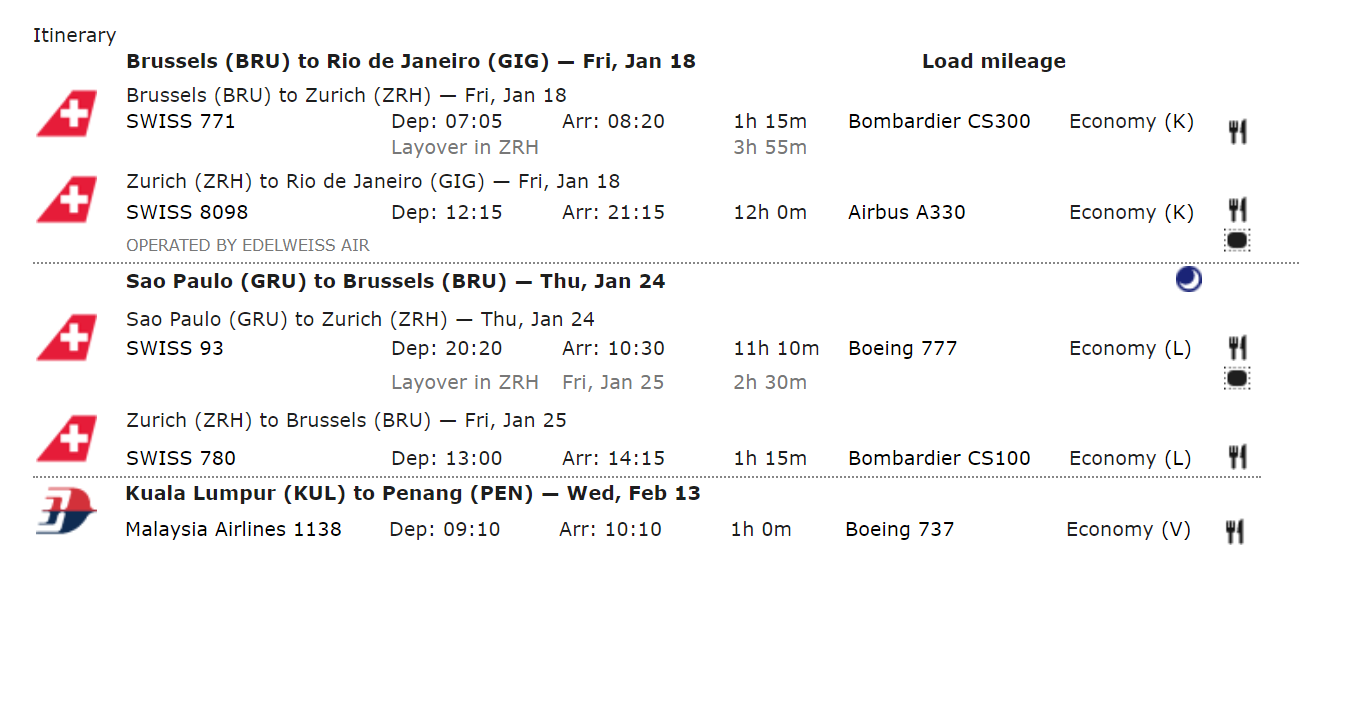 Itinerary
Brussels (BRU) to Rio de Janeiro (GIG) — Fri, Jan 18 Load mileage
Brussels (BRU) to Zurich (ZRH) — Fri, Jan 18
SWISS 771 Dep: 07:05 Arr: 08:20 1h 15m Bombardier CS300 Economy (K)
Layover in ZRH 3h 55m
Zurich (ZRH) to Rio de Janeiro (GIG) — Fri, Jan 18
SWISS 8098 Dep: 12:15 Arr: 21:15 12h 0m Airbus A330 Economy (K)
OPERATED BY EDELWEISS AIR
Sao Paulo (GRU) to Brussels (BRU) — Thu, Jan 24
Sao Paulo (GRU) to Zurich (ZRH) — Thu, Jan 24
SWISS 93 Dep: 20:20 Arr: 10:30 11h 10m Boeing 777 Economy (L)
Layover in ZRH Fri, Jan 25 2h 30m
Zurich (ZRH) to Brussels (BRU) — Fri, Jan 25
SWISS 780 Dep: 13:00 Arr: 14:15 1h 15m Bombardier CS100 Economy (L)
Kuala Lumpur (KUL) to Penang (PEN) — Wed, Feb 13
Malaysia Airlines 1138 Dep: 09:10 Arr: 10:10 1h 0m Boeing 737 Economy (V)